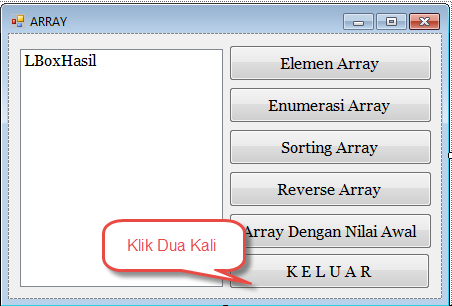 ARRAY
LBoxHasil
Elemen Array
Enumerasi Array
Sorting Array
Reverse Array
Array Dengan Nilai Awal
Klik Dua Kali
K E L U A R